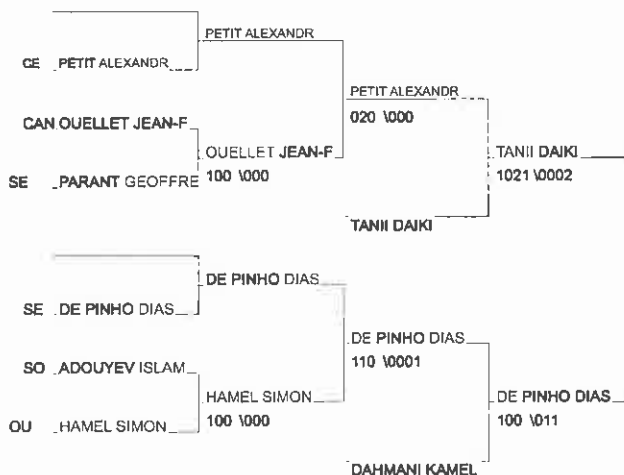 PETIT ALEXANDR
CE PETIT ALEXANDR
PETIT ALEXANDR
020 \000
CAN OUELLET JEAN-F
OUELLET JEAN-F
100 \000
TANII DAIKI
1021 \0002
SE PARANT GEOFFRE
TANII DAIKI
DE PINHO DIAS
SE DE PINHO DIAS
DE PINHO DIAS
110 \0001
SO ADOUYEV ISLAM
HAMEL SIMON
100 \000
DE PINHO DIAS
100 \011
OU HAMEL SIMON
DAHMANI KAMEL